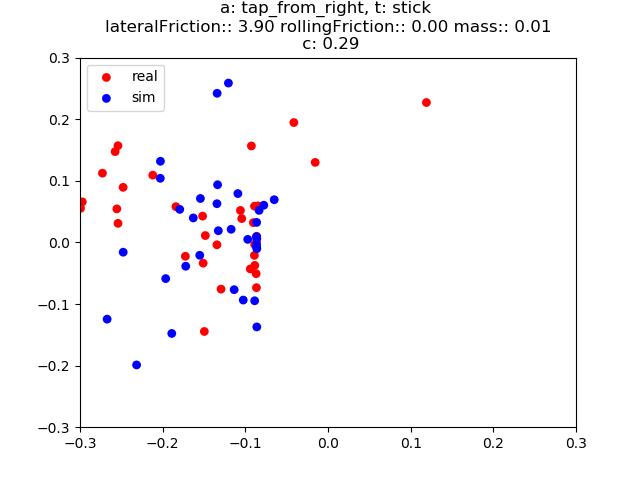 a: tap_from_right, t: stick
lateralFriction:: 3.90 rollingFriction:: 0.00 mass:: 0.01
c: 0.29
real
sim
0.3
0.2
0.1
0.0
−0.1
−0.2
−0.3
−0.3 −0.2 −0.1 0.0 0.1 0.2 0.3